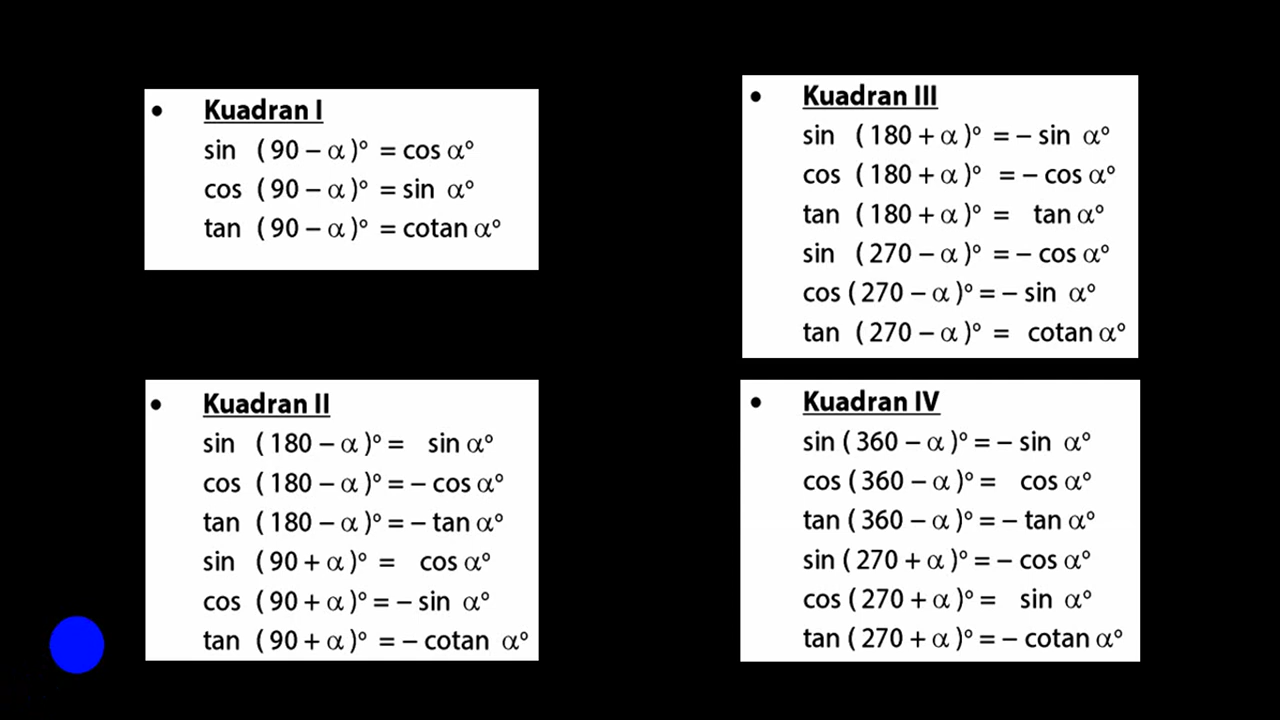 • Kuadran I
sin ( 90 – α )° = cos α°
cos ( 90 – α )° = sin α°
tan ( 90 – α )° = cotan α°
• Kuadran II
sin ( 180 – α )° = sin α°
cos ( 180 – α )° = – cos α°
tan ( 180 – α )° = – tan α°
sin ( 90 + α )° = cos α°
cos ( 90 + α )° = – sin α°
tan ( 90 + α )° = – cotan α°
• Kuadran III
sin ( 180 + α )° = – sin α°
cos ( 180 + α )° = – cos α°
tan ( 180 + α )° = tan α°
sin ( 270 – α )° = – cos α°
cos ( 270 – α )° = – sin α°
tan ( 270 – α )° = cotan α°
• Kuadran IV
sin ( 360 – α )° = – sin α°
cos ( 360 – α )° = cos α°
tan ( 360 – α )° = – tan α°
sin ( 270 + α )° = – cos α°
cos ( 270 + α )° = sin α°
tan ( 270 + α )° = – cotan α°